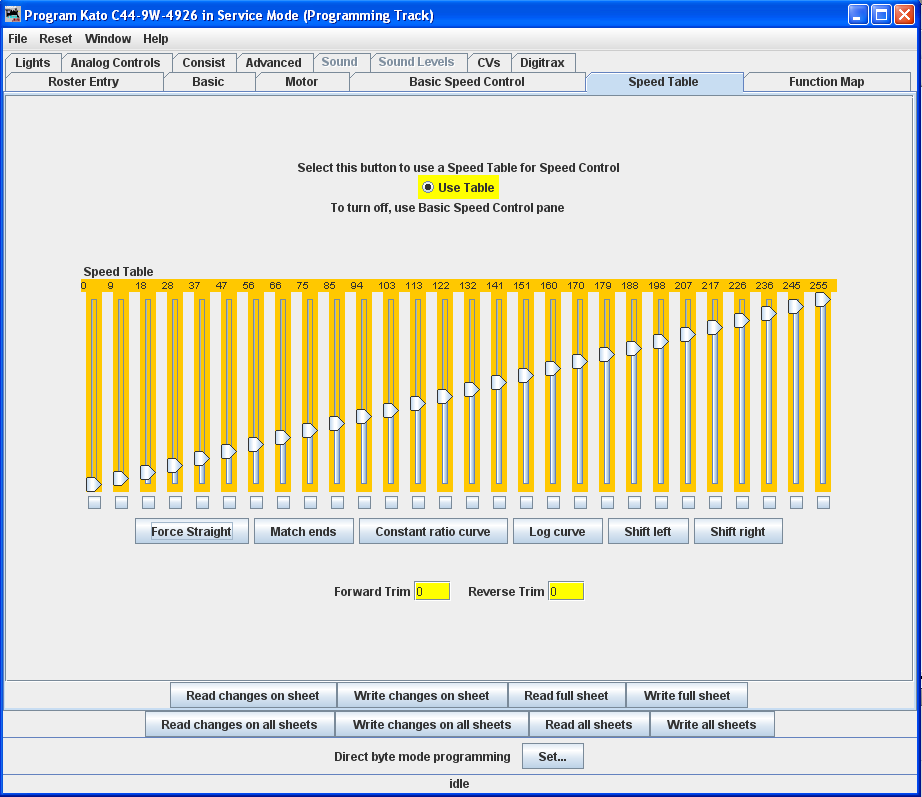 Program Kato C44-9W-4926 in Service Mode (Programming Track)
File Reset Window Help
Lights Analog Controls Consist Advanced Sound Sound Levels CVs Digitrax
Roster Entry Basic Motor Basic Speed Control Speed Table Function Map
Select this button to use a Speed Table for Speed Control
Use Table
To turn off, use Basic Speed Control pane
Speed Table
0 9 18 28 37 47 56 66 75 85 94 103 113 122 132 141 151 160 170 179 188 198 207 217 226 236 245 255
Force Straight Match ends Constant ratio curve Log curve Shift left Shift right
Forward Trim 0 Reverse Trim 0
Read changes on sheet Write changes on sheet Read full sheet Write full sheet
Read changes on all sheets Write changes on all sheets Read all sheets Write all sheets
Direct byte mode programming Set...
idle